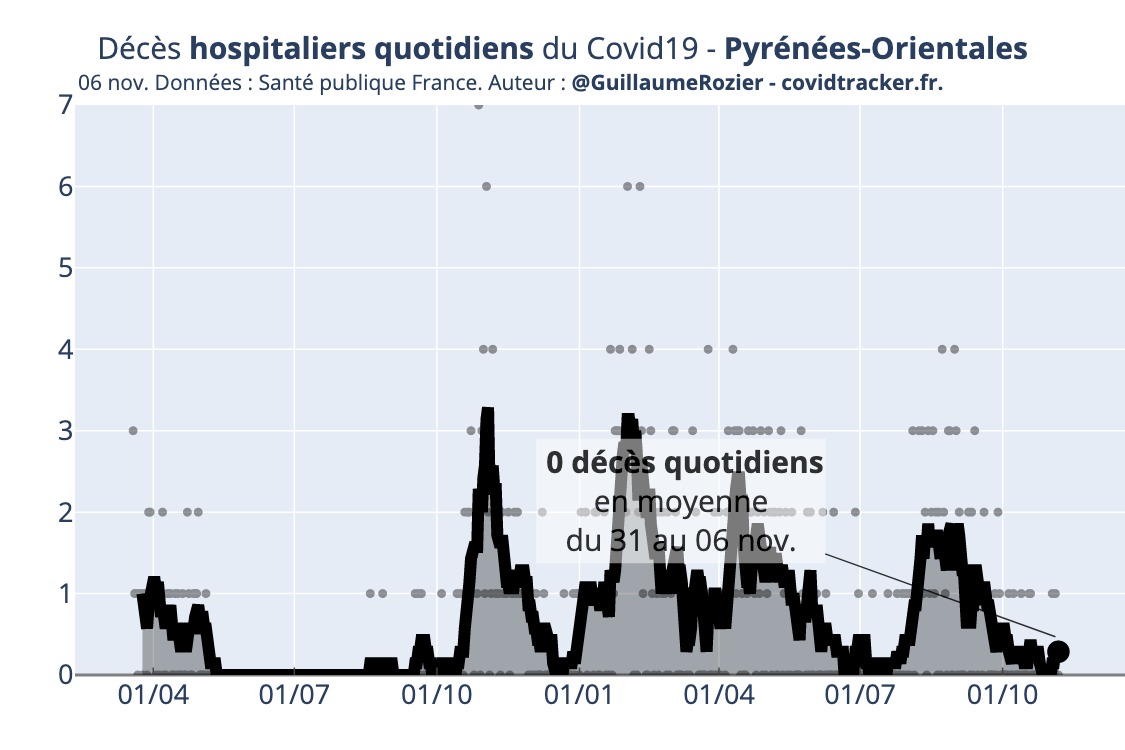 Décès hospitaliers quotidiens du Covid19 - Pyrénées-Orientales
06 nov. Données : Santé publique France. Auteur : @GuillaumeRozier - covidtracker.fr.
7
6
5
4
3
2
1
0
0 décès quotidiens
en moyenne
du 31 au 06 nov.
01/04 01/07 01/10 01/01 01/04 01/07 01/10